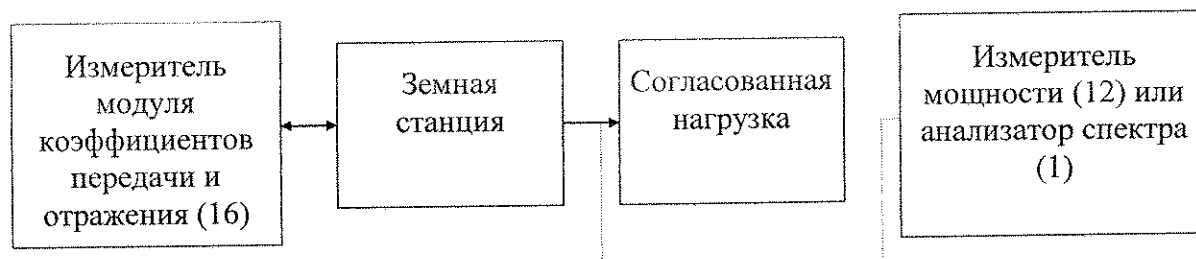 Измеритель
модуля
коэффициентов
передачи и
отражения (16)
Земная
станция
Согласованная
нагрузка
Измеритель
мощности (12) или
анализатор спектра
(1)